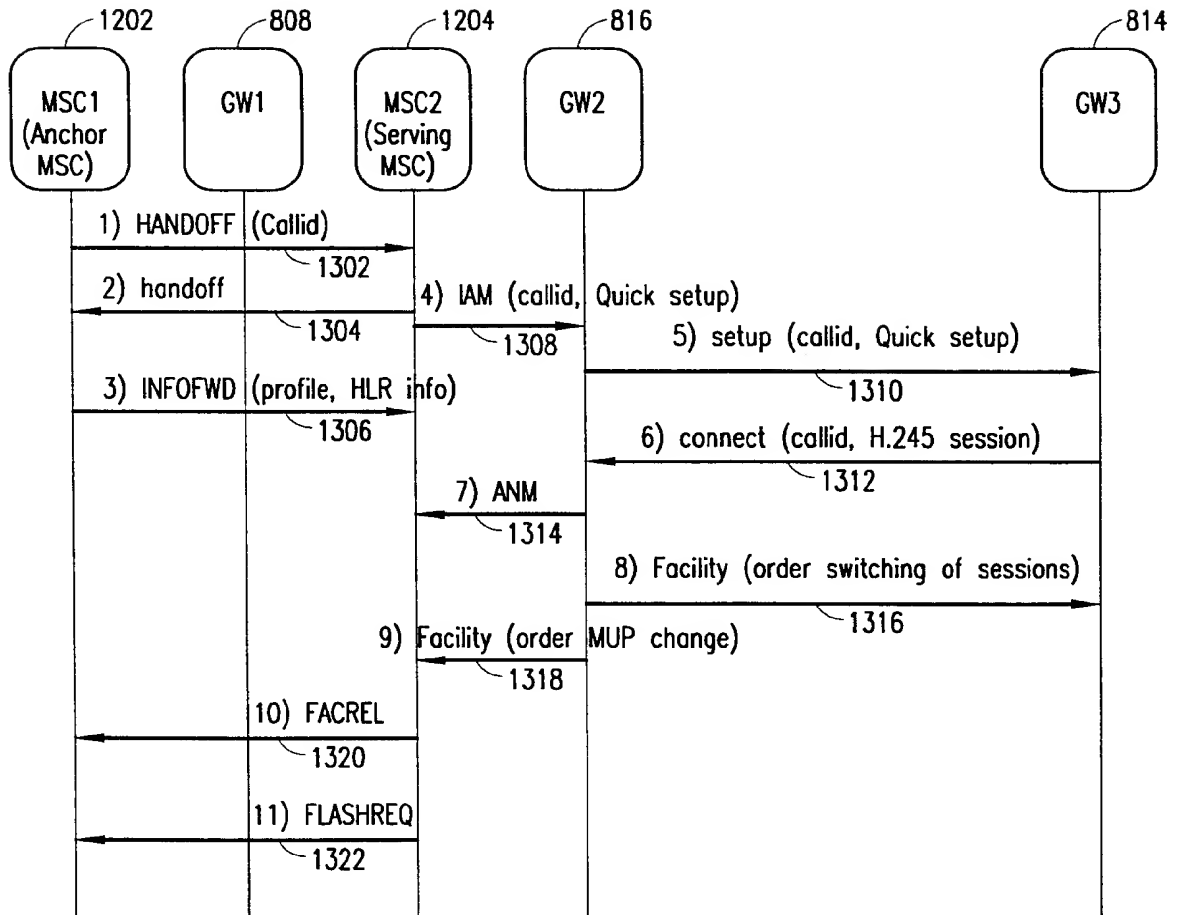 1202
808
1204
816
814
MSC1
(Anchor
MSC)
GW1
MSC2
(Serving
MSC)
GW2
GW3
1) HANDOFF (Callid)
1302
2) handoff
1304
4) IAM (callid, Quick setup)
1308
5) setup (callid, Quick setup)
1310
3) INFOFWD (profile, HLR info)
1306
6) connect (callid, H.245 session)
1312
7) ANM
1314
8) Facility (order switching of sessions)
1316
9) Facility (order MUP change)
1318
10) FACREL
1320
11) FLASHREQ
1322